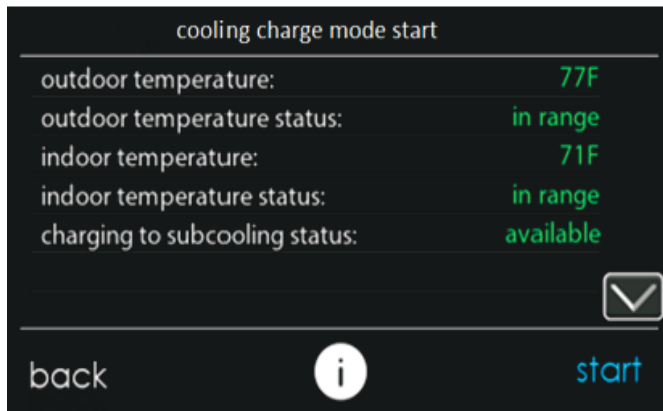 cooling charge mode start
outdoor temperature: 77F
outdoor temperature status: in range
indoor temperature: 71F
indoor temperature status: in range
charging to subcooling status: available
back i start